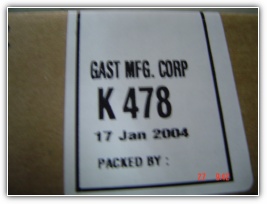 GAST MFG. CORP
K 478
17 Jan 2004
PACKED BY :